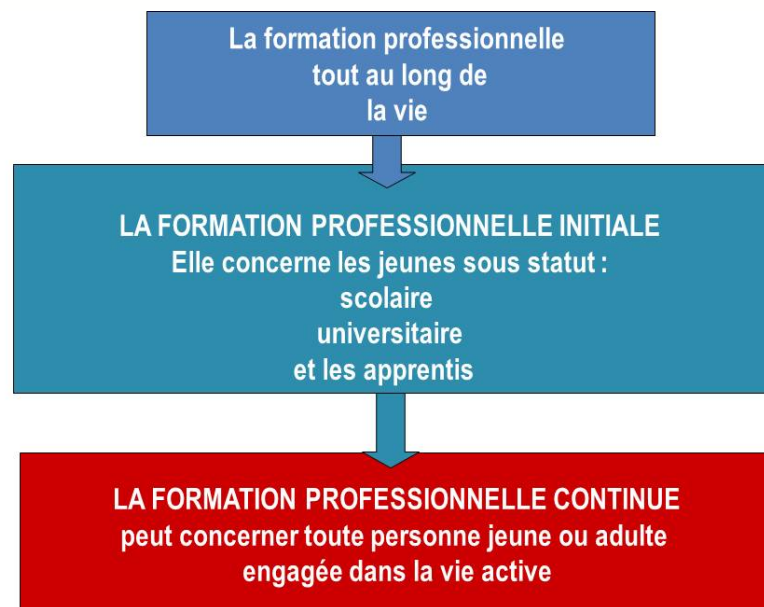 La formation professionnelle
tout au long de
la vie
LA FORMATION PROFESSIONNELLE INITIALE
Elle concerne les jeunes sous statut :
scolaire
universitaire
et les apprentis
LA FORMATION PROFESSIONNELLE CONTINUE
peut concerner toute personne jeune ou adulte
engagée dans la vie active